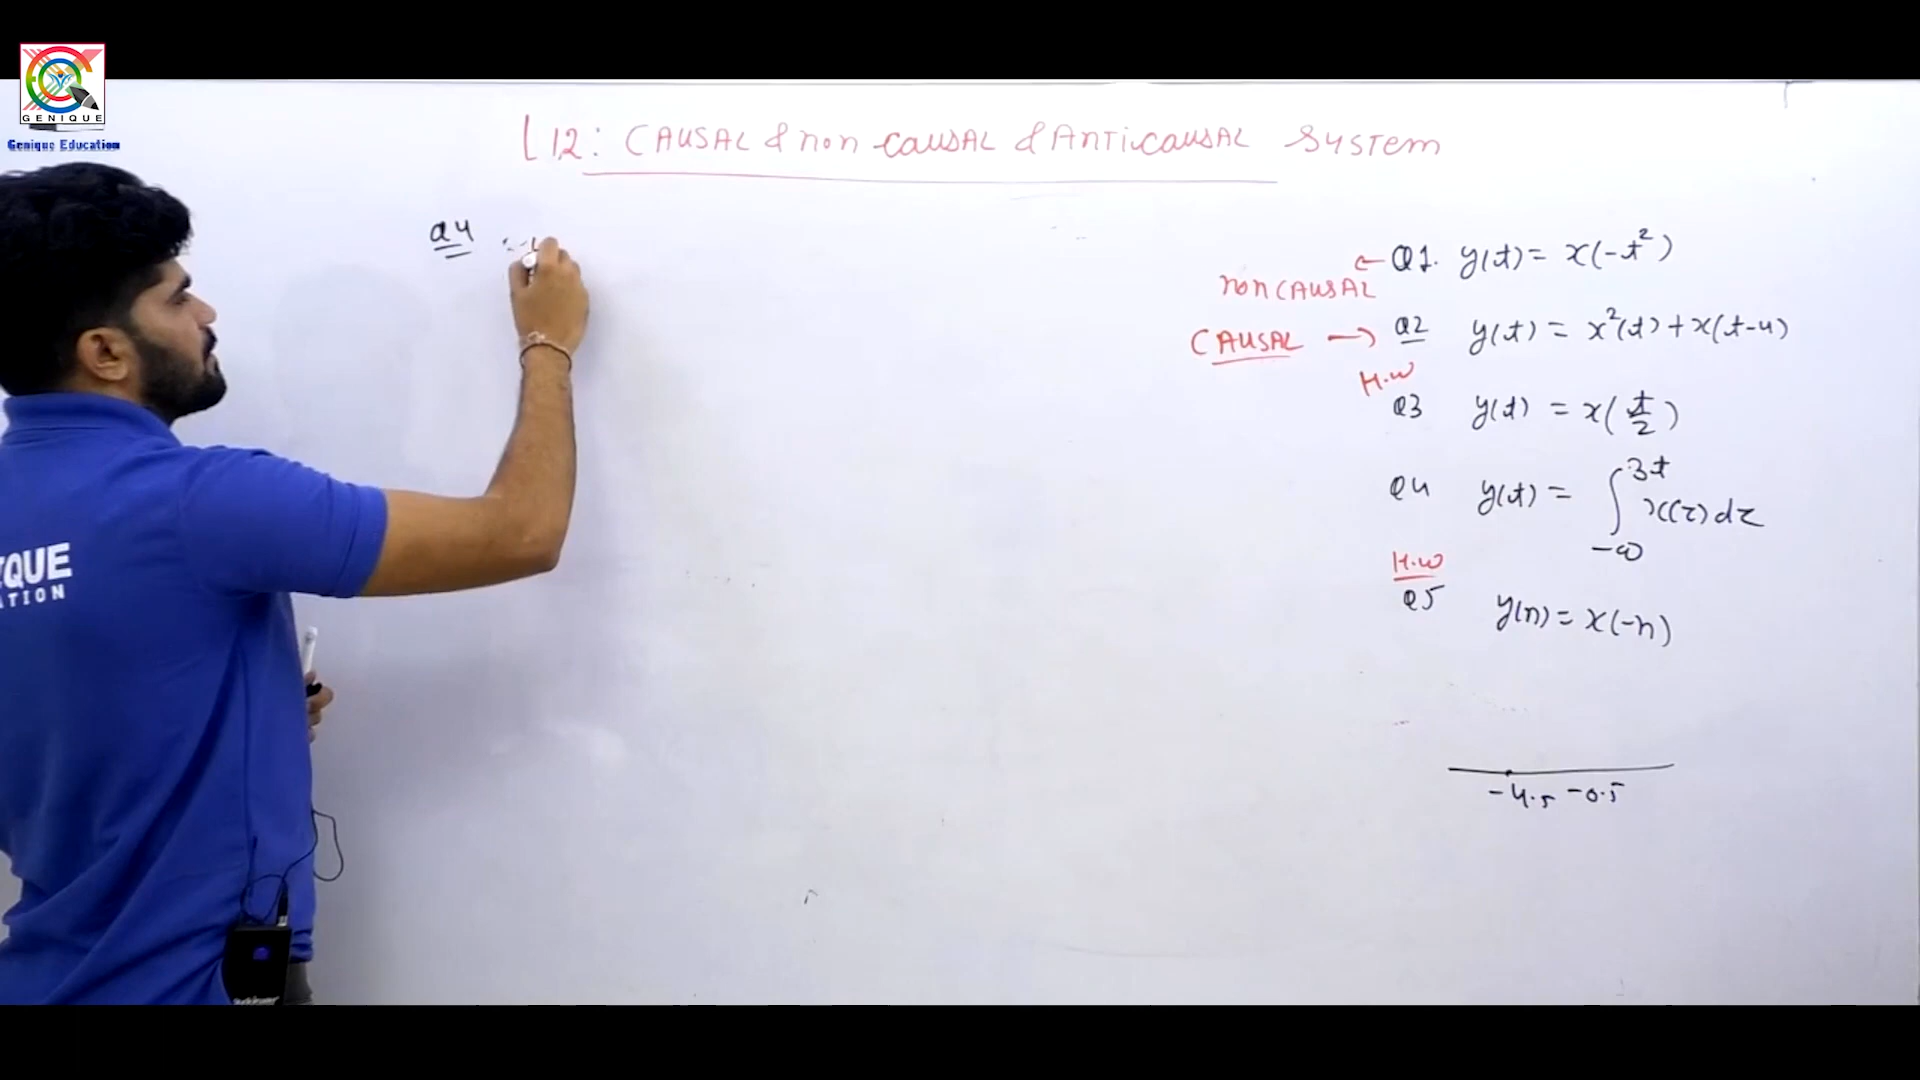 GENIQUE
Genique Education
L12: CAUSAL & non CAUSAL & ANTICAUSAL SYSTEM
Q4
Q1. y(t) = x(-t²)
non CAUSAL ←
CAUSAL → Q2 y(t) = x²(t) + x(t-4)
H.W
Q3 y(t) = x(t/2)
Q4 y(t) = ∫_{-∞}^{3t} x(τ) dτ
H.W
Q5 y(n) = x(-n)
-4.5 -0.5
QUE
TION